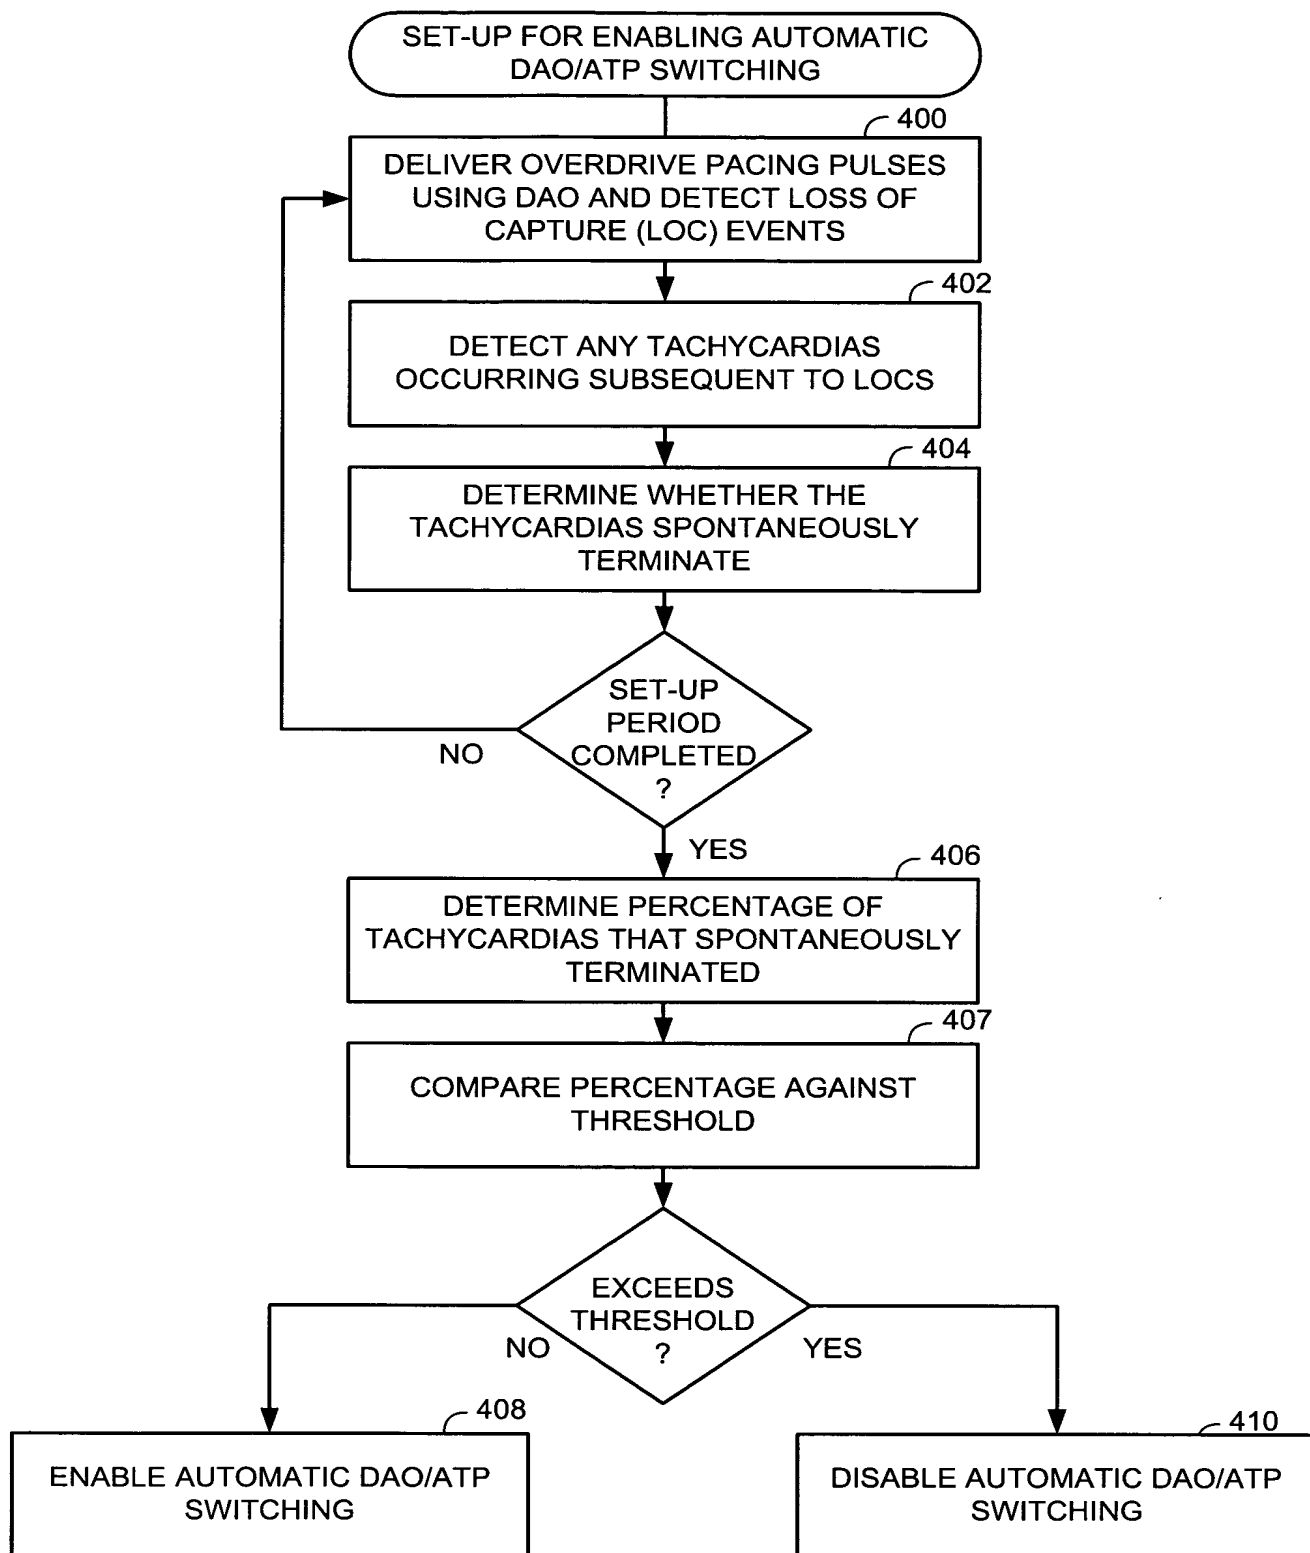 SET-UP FOR ENABLING AUTOMATIC
DAO/ATP SWITCHING
400
DELIVER OVERDRIVE PACING PULSES
USING DAO AND DETECT LOSS OF
CAPTURE (LOC) EVENTS
402
DETECT ANY TACHYCARDIAS
OCCURRING SUBSEQUENT TO LOCS
404
DETERMINE WHETHER THE
TACHYCARDIAS SPONTANEOUSLY
TERMINATE
SET-UP
PERIOD
COMPLETED
?
NO
YES
406
DETERMINE PERCENTAGE OF
TACHYCARDIAS THAT SPONTANEOUSLY
TERMINATED
407
COMPARE PERCENTAGE AGAINST
THRESHOLD
EXCEEDS
THRESHOLD
?
NO
YES
408
ENABLE AUTOMATIC DAO/ATP
SWITCHING
410
DISABLE AUTOMATIC DAO/ATP
SWITCHING